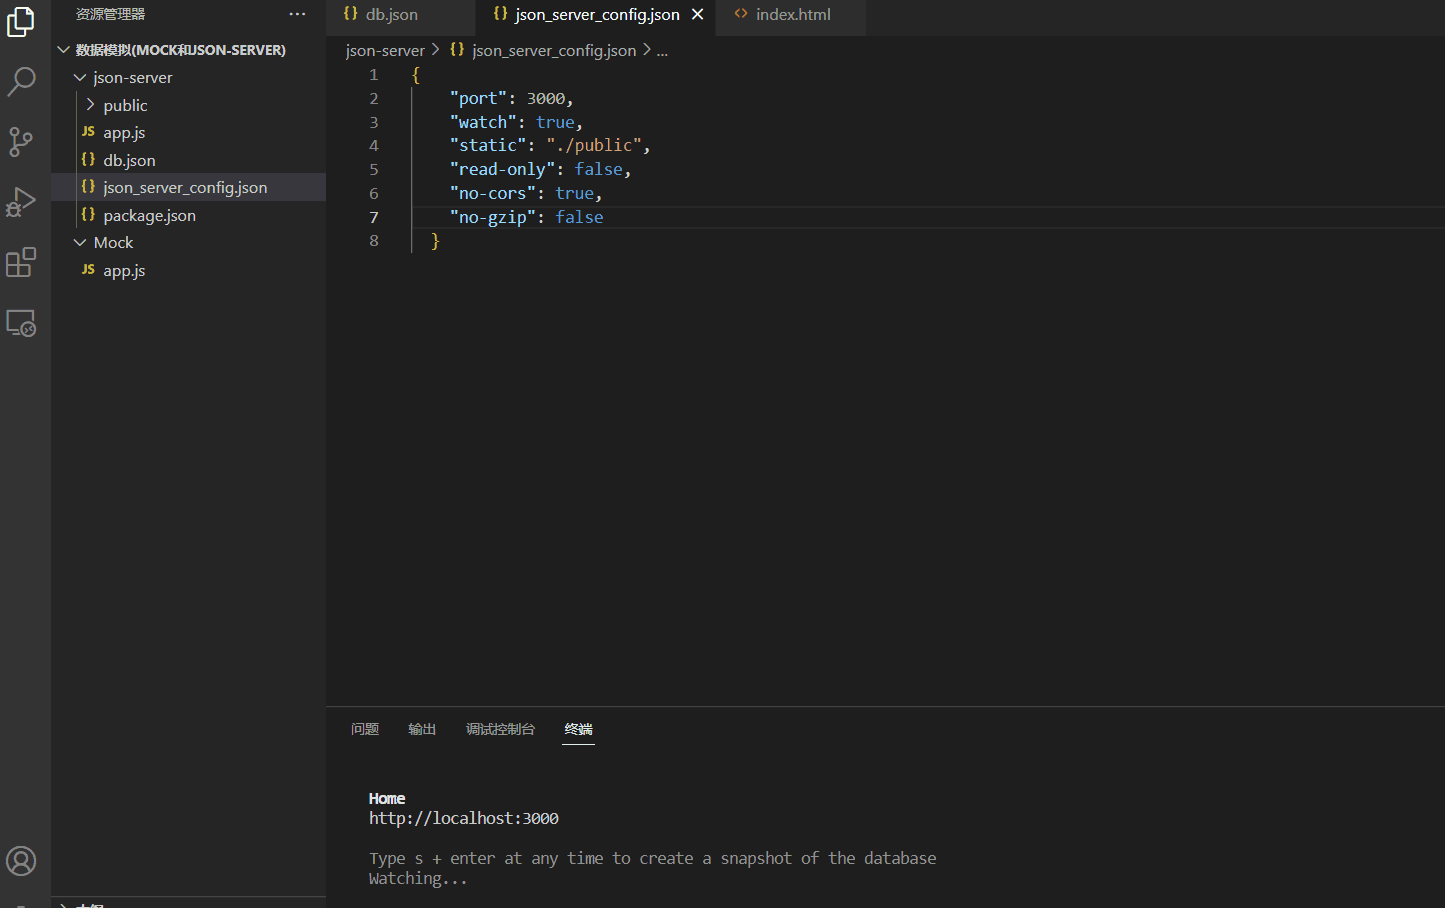 资源管理器
数据模拟(MOCK和JSON-SERVER)
json-server
public
JS app.js
{} db.json
{} json_server_config.json
{} package.json
Mock
JS app.js
{} db.json
{} json_server_config.json
<> index.html
json-server > {} json_server_config.json > ...
1 {
2 "port": 3000,
3 "watch": true,
4 "static": "./public",
5 "read-only": false,
6 "no-cors": true,
7 "no-gzip": false
8 }
问题 输出 调试控制台 终端
Home
http://localhost:3000
Type s + enter at any time to create a snapshot of the database
Watching...